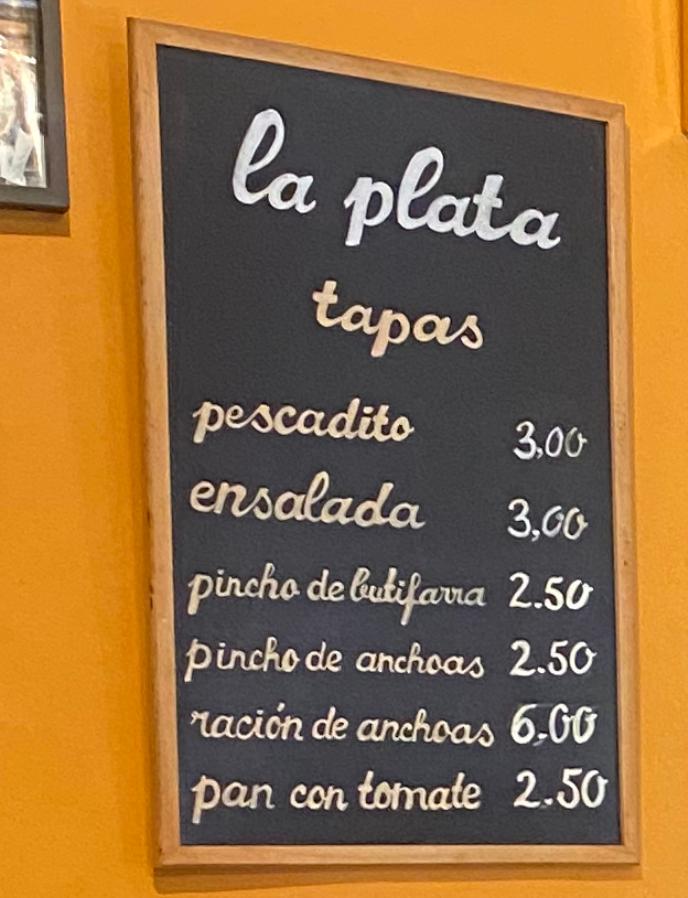 la plata
tapas
pescadito 3,00
ensalada 3,00
pincho de butifarra 2.50
pincho de anchoas 2.50
ración de anchoas 6.00
pan con tomate 2.50